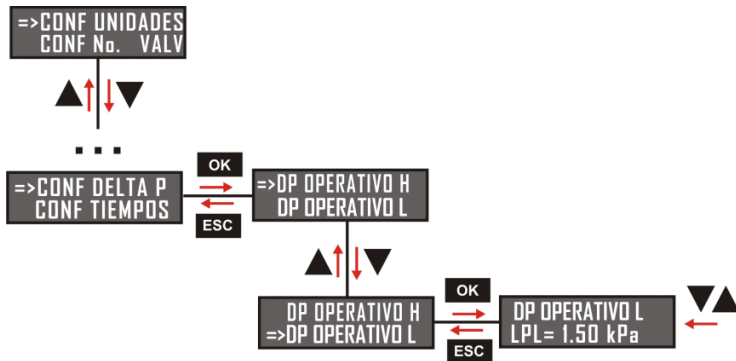 =>CONF UNIDADES
CONF No. VALV
...
=>CONF DELTA P
CONF TIEMPOS
OK
ESC
=>DP OPERATIVO H
DP OPERATIVO L
DP OPERATIVO H
=>DP OPERATIVO L
OK
ESC
DP OPERATIVO L
LPL= 1.50 kPa